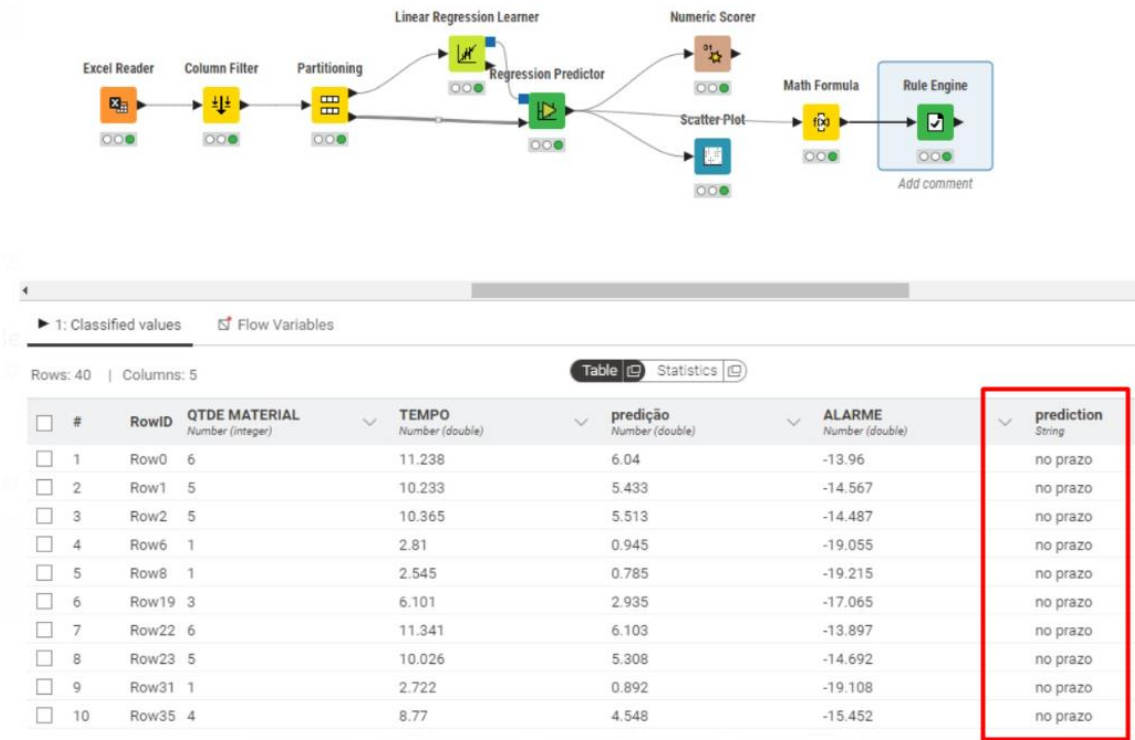 Linear Regression Learner
Numeric Scorer
Excel Reader
Column Filter
Partitioning
Regression Predictor
Math Formula
Rule Engine
Scatter Plot
f(x)
Add comment
1: Classified values Flow Variables
Rows: 40 | Columns: 5 Table Statistics
# RowID QTDE MATERIAL TEMPO predição ALARME prediction
Number (integer) Number (double) Number (double) Number (double) String
1 Row0 6 11.238 6.04 -13.96 no prazo
2 Row1 5 10.233 5.433 -14.567 no prazo
3 Row2 5 10.365 5.513 -14.487 no prazo
4 Row6 1 2.81 0.945 -19.055 no prazo
5 Row8 1 2.545 0.785 -19.215 no prazo
6 Row19 3 6.101 2.935 -17.065 no prazo
7 Row22 6 11.341 6.103 -13.897 no prazo
8 Row23 5 10.026 5.308 -14.692 no prazo
9 Row31 1 2.722 0.892 -19.108 no prazo
10 Row35 4 8.77 4.548 -15.452 no prazo